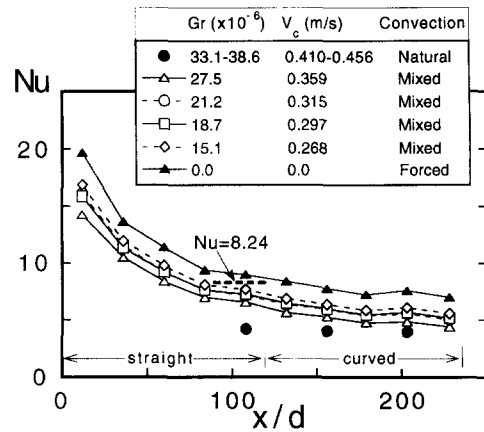 Gr (x10⁻⁶) V_c (m/s) Convection
33.1-38.6 0.410-0.456 Natural
27.5 0.359 Mixed
21.2 0.315 Mixed
18.7 0.297 Mixed
15.1 0.268 Mixed
0.0 0.0 Forced
Nu
20
10
0
Nu=8.24
straight
curved
0 100 200
x/d